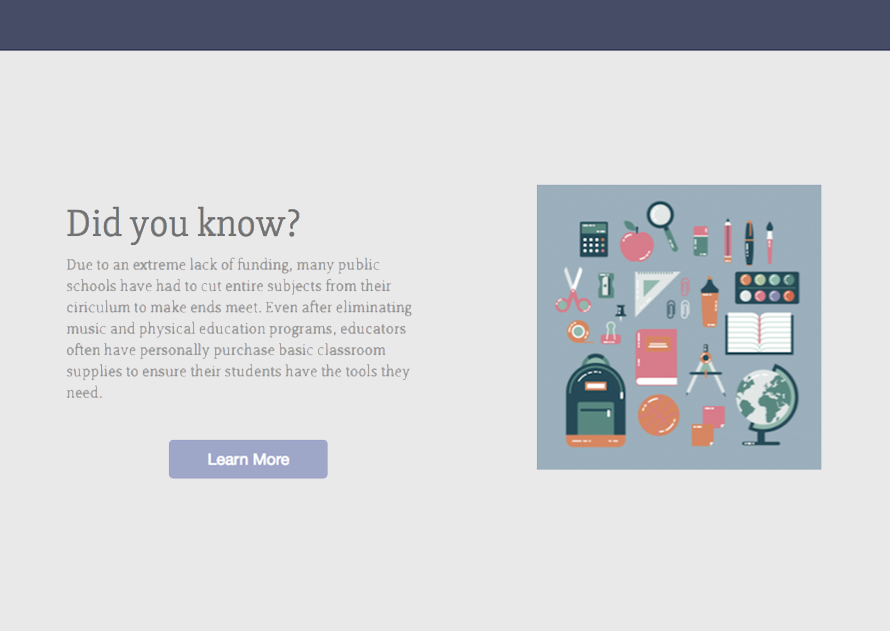 Did you know?
Due to an extreme lack of funding, many public
schools have had to cut entire subjects from their
ciriculum to make ends meet. Even after eliminating
music and physical education programs, educators
often have personally purchase basic classroom
supplies to ensure their students have the tools they
need.
Learn More